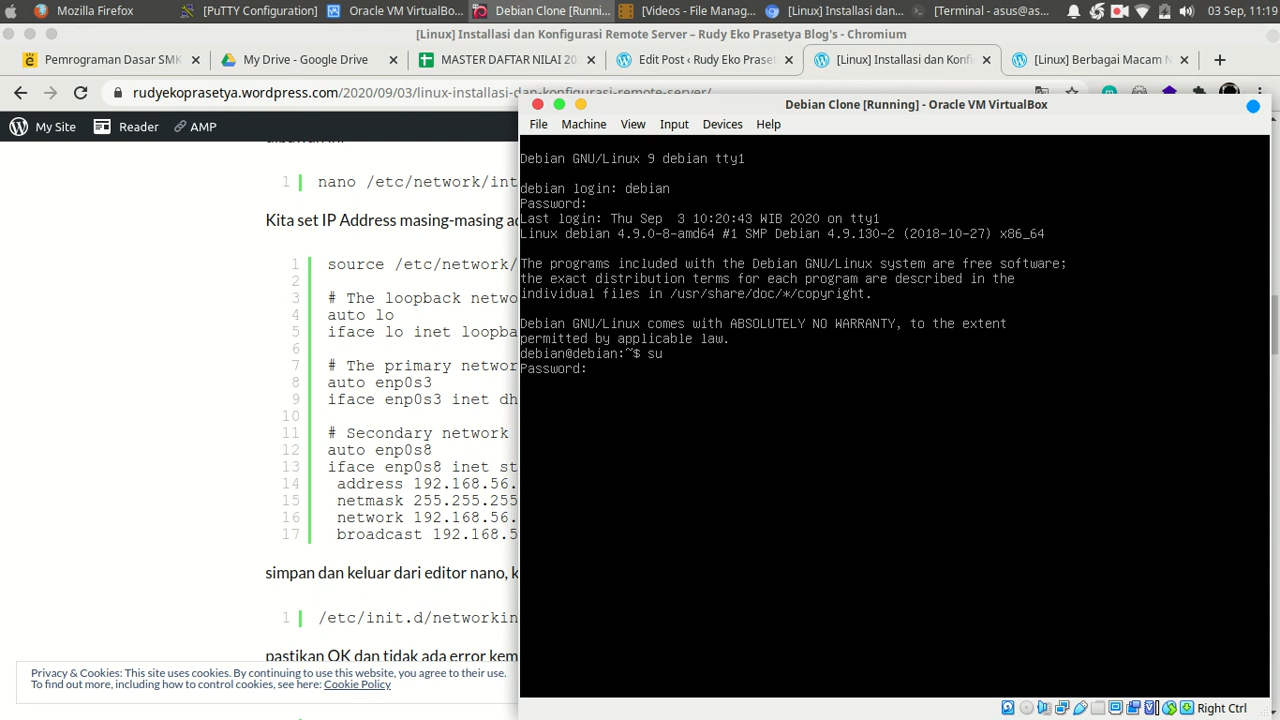 Mozilla Firefox
[PuTTY Configuration]
Oracle VM VirtualBo...
Debian Clone [Runni...
[Videos - File Manag...
[Linux] Installasi dan...
[Terminal - asus@as...
03 Sep, 11:19
[Linux] Installasi dan Konfigurasi Remote Server – Rudy Eko Prasetya Blog's - Chromium
Pemrograman Dasar SMK
My Drive - Google Drive
MASTER DAFTAR NILAI 20
Edit Post ‹ Rudy Eko Praset
[Linux] Installasi dan Konfi
[Linux] Berbagai Macam N
rudyekoprasetya.wordpress.com/2020/09/03/linux-installasi-dan-konfigurasi-remote-server/
My Site
Reader
AMP
1 nano /etc/network/int
Kita set IP Address masing-masing ad
1 source /etc/network/
2
3 # The loopback netwo
4 auto lo
5 iface lo inet loopba
6
7 # The primary networ
8 auto enp0s3
9 iface enp0s3 inet dh
10
11 # Secondary network
12 auto enp0s8
13 iface enp0s8 inet st
14 address 192.168.56.
15 netmask 255.255.255
16 network 192.168.56.
17 broadcast 192.168.5
simpan dan keluar dari editor nano, k
1 /etc/init.d/networkin
pastikan OK dan tidak ada error kem
Privacy & Cookies: This site uses cookies. By continuing to use this website, you agree to their use.
To find out more, including how to control cookies, see here: Cookie Policy
Debian Clone [Running] - Oracle VM VirtualBox
File Machine View Input Devices Help
Debian GNU/Linux 9 debian tty1
debian login: debian
Password:
Last login: Thu Sep  3 10:20:43 WIB 2020 on tty1
Linux debian 4.9.0-8-amd64 #1 SMP Debian 4.9.130-2 (2018-10-27) x86_64
The programs included with the Debian GNU/Linux system are free software;
the exact distribution terms for each program are described in the
individual files in /usr/share/doc/*/copyright.
Debian GNU/Linux comes with ABSOLUTELY NO WARRANTY, to the extent
permitted by applicable law.
debian@debian:~$ su
Password:
Right Ctrl